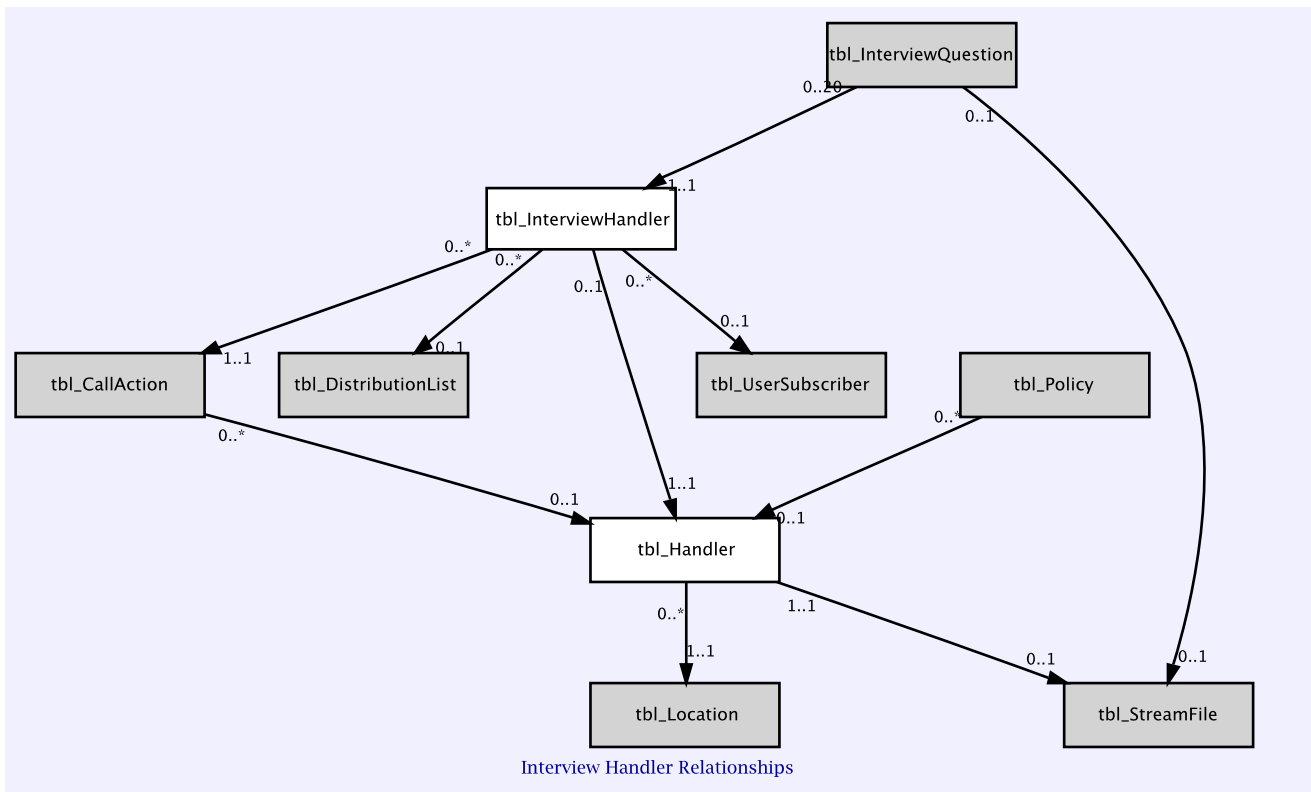 tbl_InterviewQuestion
0..20
0..1
1..1
tbl_InterviewHandler
0..*
0..*
0..1
0..*
0..1
1..1
0..1
tbl_CallAction
tbl_DistributionList
tbl_UserSubscriber
tbl_Policy
0..*
0..*
0..1
1..1
0..1
tbl_Handler
0..*
1..1
1..1
0..1
0..1
tbl_Location
tbl_StreamFile
Interview Handler Relationships